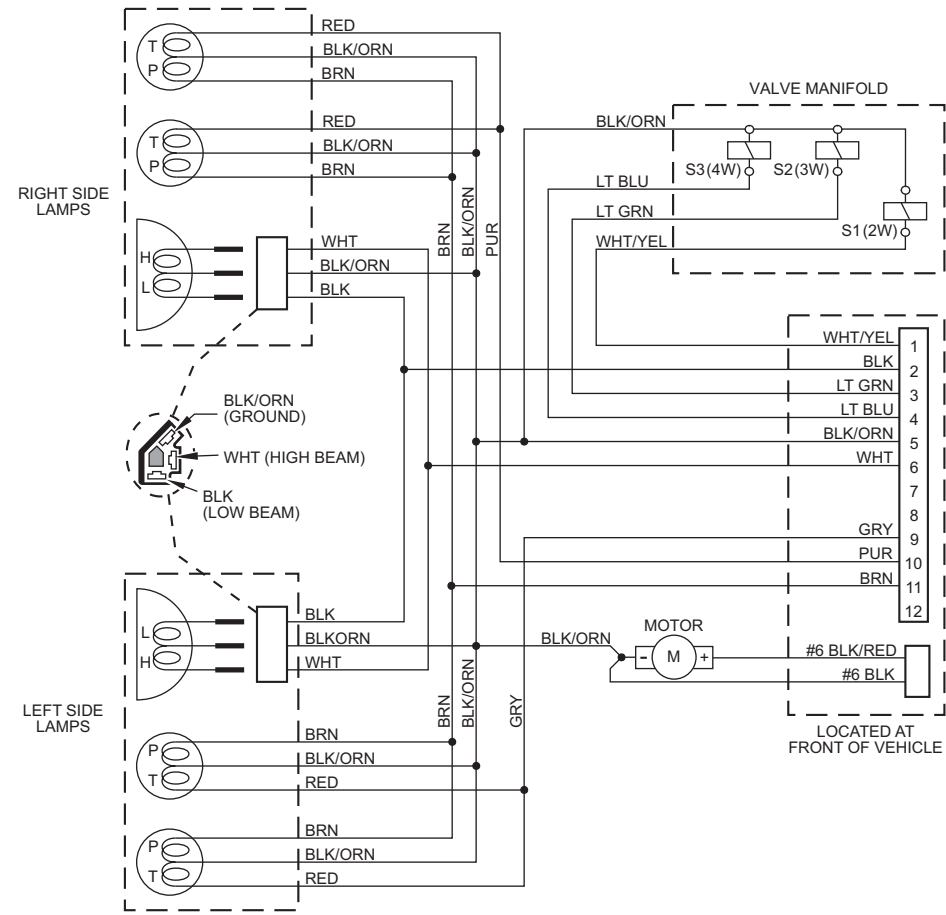 RED
BLK/ORN
BRN
T
P
RED
BLK/ORN
BRN
T
P
RIGHT SIDE
LAMPS
WHT
BLK/ORN
BLK
H
L
BRN
BLK/ORN
PUR
VALVE MANIFOLD
BLK/ORN
S3(4W)
S2(3W)
S1(2W)
LT BLU
LT GRN
WHT/YEL
WHT/YEL
1
BLK
2
LT GRN
3
LT BLU
4
BLK/ORN
5
WHT
6
7
8
GRY
9
PUR
10
BRN
11
12
BLK/ORN
(GROUND)
WHT (HIGH BEAM)
BLK
(LOW BEAM)
BLK
BLKORN
WHT
L
H
BLK/ORN
MOTOR
-
M
+
#6 BLK/RED
#6 BLK
LOCATED AT
FRONT OF VEHICLE
LEFT SIDE
LAMPS
BRN
BLK/ORN
GRY
BRN
BLK/ORN
RED
P
T
BRN
BLK/ORN
RED
P
T